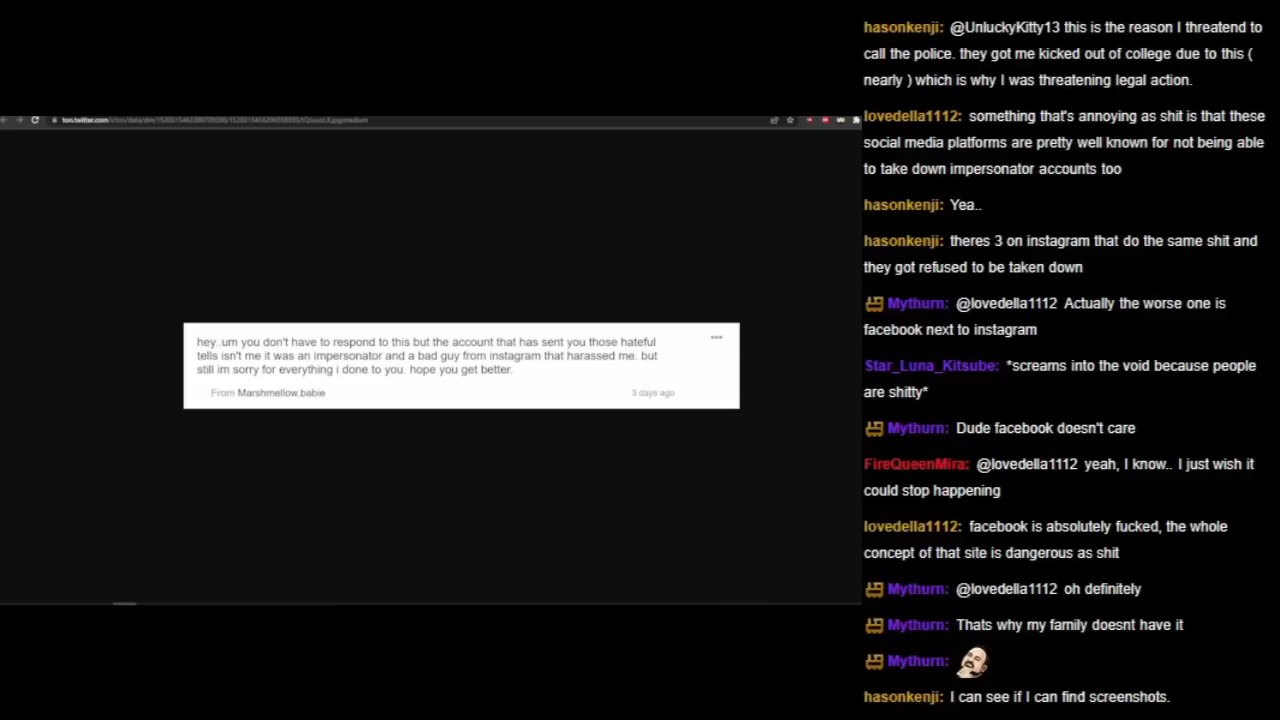 hasonkenji: @UnluckyKitty13 this is the reason I threatend to
call the police. they got me kicked out of college due to this (
nearly ) which is why I was threatening legal action.
lovedella1112: something that's annoying as shit is that these
social media platforms are pretty well known for not being able
to take down impersonator accounts too
hasonkenji: Yea..
hasonkenji: theres 3 on instagram that do the same shit and
they got refused to be taken down
Mythurn: @lovedella1112 Actually the worse one is
facebook next to instagram
Star_Luna_Kitsube: *screams into the void because people
are shitty*
Mythurn: Dude facebook doesn't care
FireQueenMira: @lovedella1112 yeah, I know.. I just wish it
could stop happening
lovedella1112: facebook is absolutely fucked, the whole
concept of that site is dangerous as shit
Mythurn: @lovedella1112 oh definitely
Mythurn: Thats why my family doesnt have it
Mythurn:
hasonkenji: I can see if I can find screenshots.
hey..um you don't have to respond to this but the account that has sent you those hateful
tells isn't me it was an impersonator and a bad guy from instagram that harassed me. but
still im sorry for everything i done to you. hope you get better.
From Marshmellow.babie
3 days ago